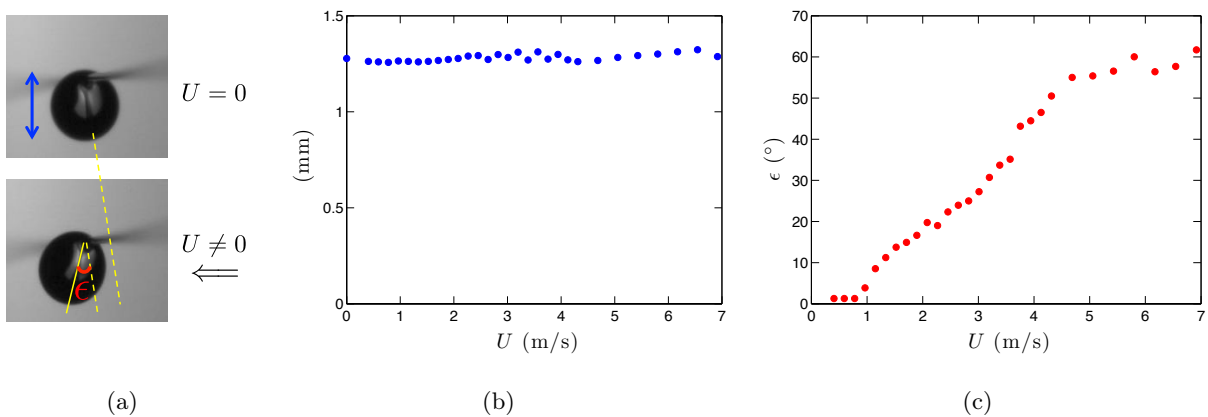 (a)
U = 0
U ≠ 0
⇐
ϵ
(b)
1.5
1
0.5
0
(mm)
0 1 2 3 4 5 6 7
U (m/s)
(c)
70
60
50
40
30
20
10
0
ϵ (°)
0 1 2 3 4 5 6 7
U (m/s)
(a) (b) (c)